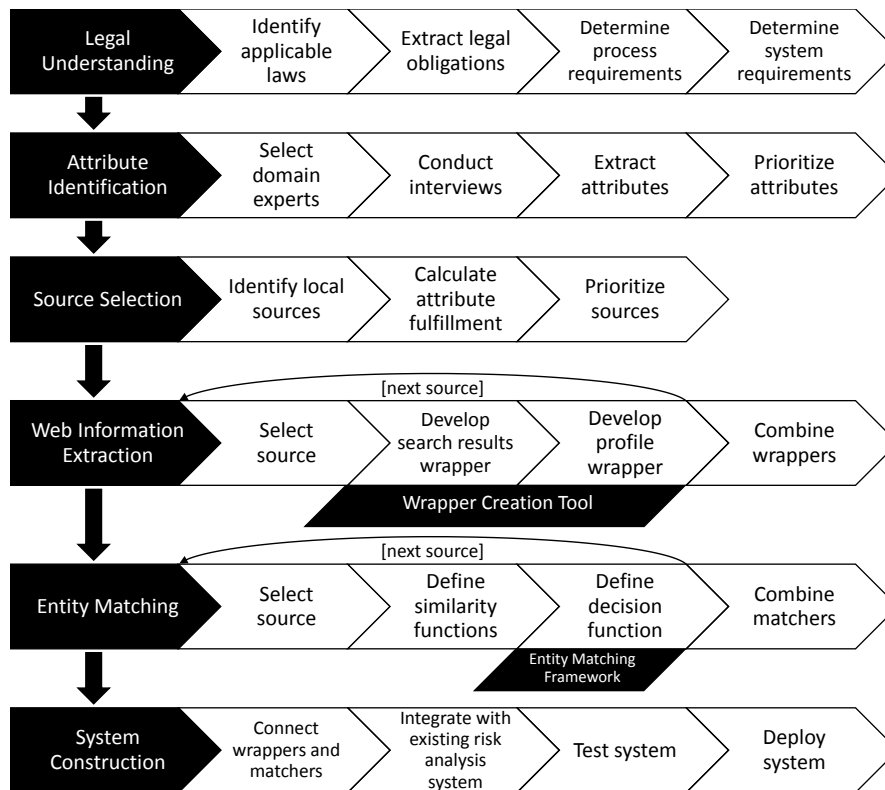 Legal
Understanding
Identify
applicable
laws
Extract legal
obligations
Determine
process
requirements
Determine
system
requirements
Attribute
Identification
Select
domain
experts
Conduct
interviews
Extract
attributes
Prioritize
attributes
Source Selection
Identify local
sources
Calculate
attribute
fulfillment
Prioritize
sources
[next source]
Web Information
Extraction
Select
source
Develop
search results
wrapper
Develop
profile
wrapper
Combine
wrappers
Wrapper Creation Tool
[next source]
Entity Matching
Select
source
Define
similarity
functions
Define
decision
function
Combine
matchers
Entity Matching
Framework
System
Construction
Connect
wrappers and
matchers
Integrate with
existing risk
analysis
system
Test system
Deploy
system